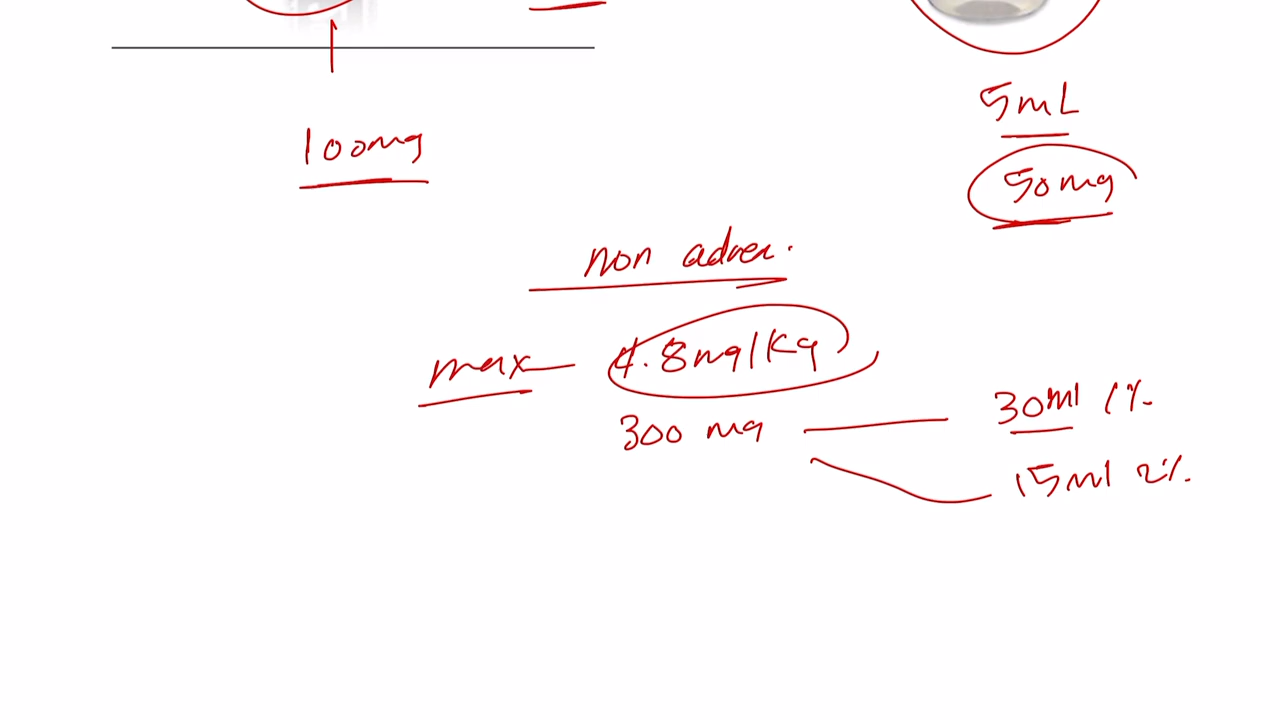 5mL
100mg
50mg
non adren.
max 4.8mg/kg
300 mg 30ml 1%
15ml 2%